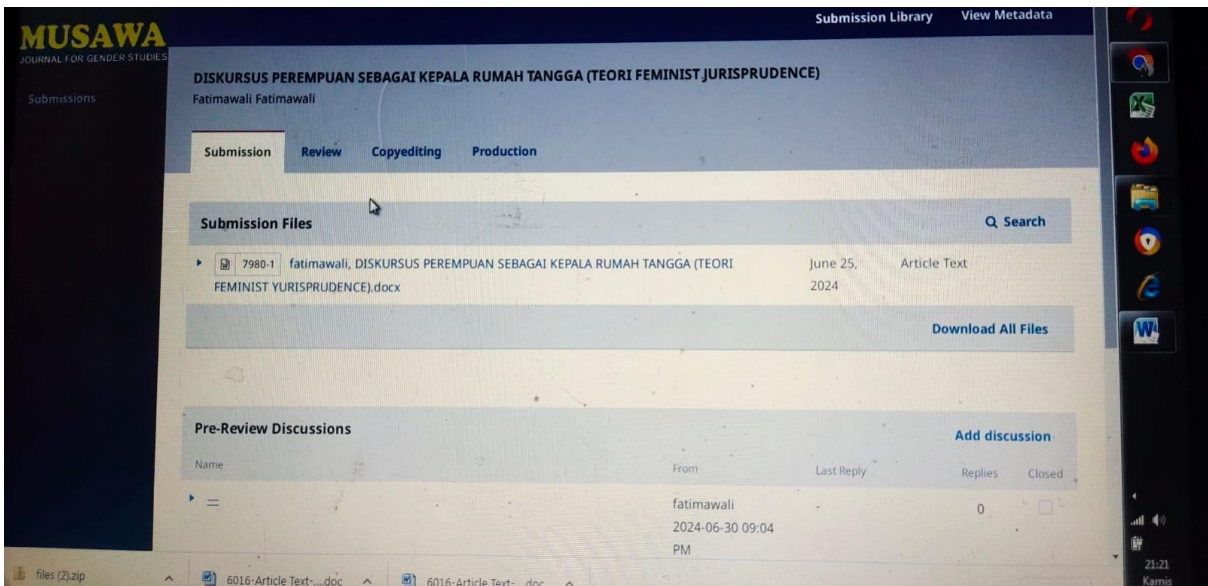 MUSAWA
JOURNAL FOR GENDER STUDIES
Submission Library View Metadata
Submissions
DISKURSUS PEREMPUAN SEBAGAI KEPALA RUMAH TANGGA (TEORI FEMINIST JURISPRUDENCE)
Fatimawali Fatimawali
Submission Review Copyediting Production
Submission Files Search
7980-1 fatimawali, DISKURSUS PEREMPUAN SEBAGAI KEPALA RUMAH TANGGA (TEORI June 25, Article Text
FEMINIST YURISPRUDENCE).docx 2024
Download All Files
Pre-Review Discussions
Add discussion
Name From Last Reply Replies Closed
= fatimawali - 0
2024-06-30 09:04
PM
files (2).zip 6016-Article Text-....doc 6016-Article Text-....doc
21:21
Kamis